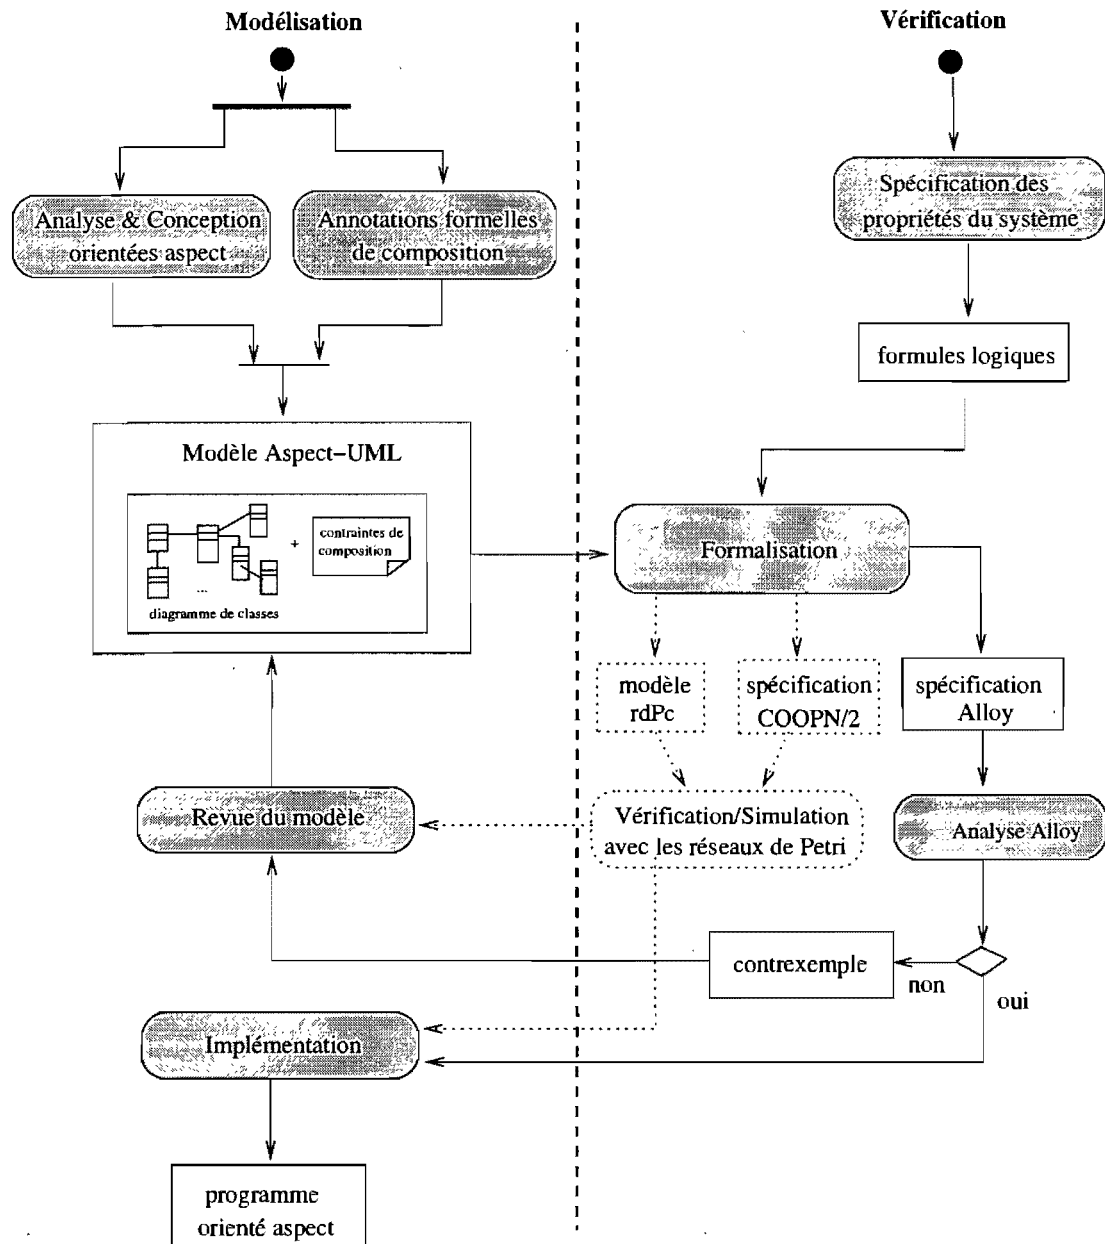 Modélisation
Vérification
Analyse & Conception
orientées aspect
Annotations formelles
de composition
Spécification des
propriétés du système
formules logiques
Modèle Aspect–UML
contraintes de
composition
+
...
diagramme de classes
Formalisation
modèle
rdPc
spécification
COOPN/2
spécification
Alloy
Revue du modèle
Vérification/Simulation
avec les réseaux de Petri
Analyse Alloy
contrexemple
non
oui
Implémentation
programme
orienté aspect